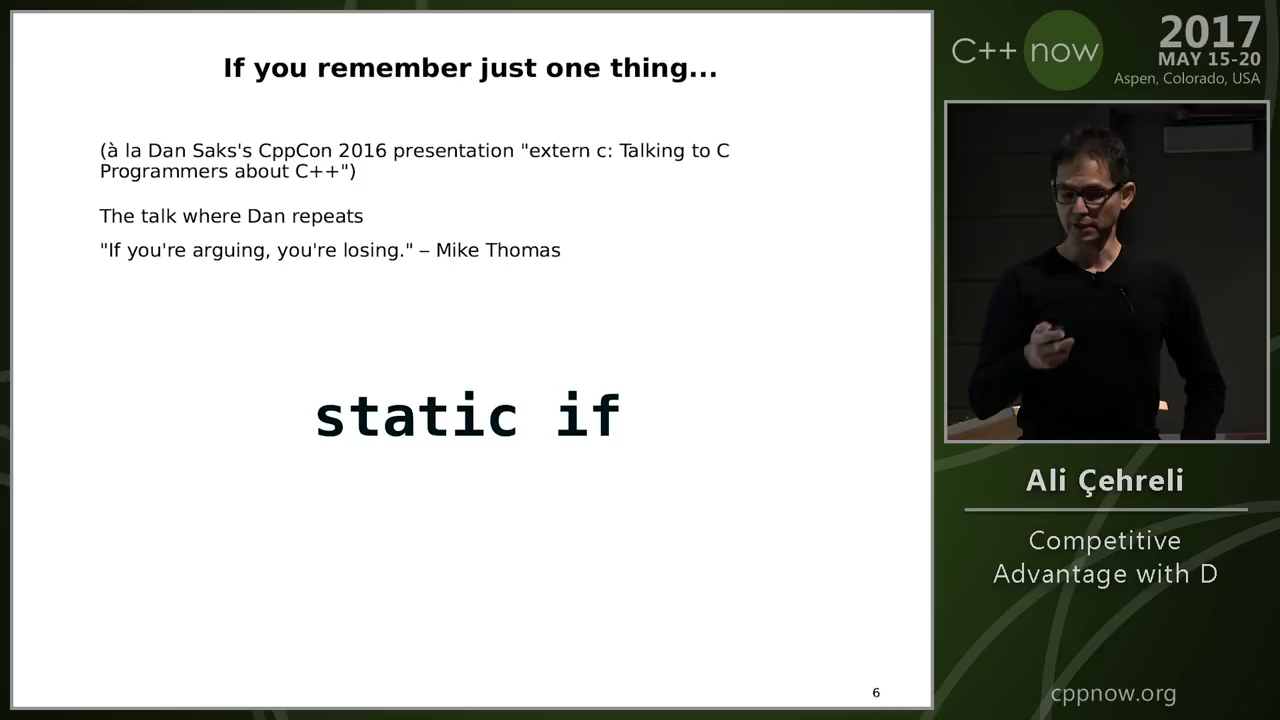 If you remember just one thing...
(à la Dan Saks's CppCon 2016 presentation "extern c: Talking to C
Programmers about C++")
The talk where Dan repeats
"If you're arguing, you're losing." – Mike Thomas
static if
6
C++ now
2017
MAY 15-20
Aspen, Colorado, USA
Ali Çehreli
Competitive
Advantage with D
cppnow.org